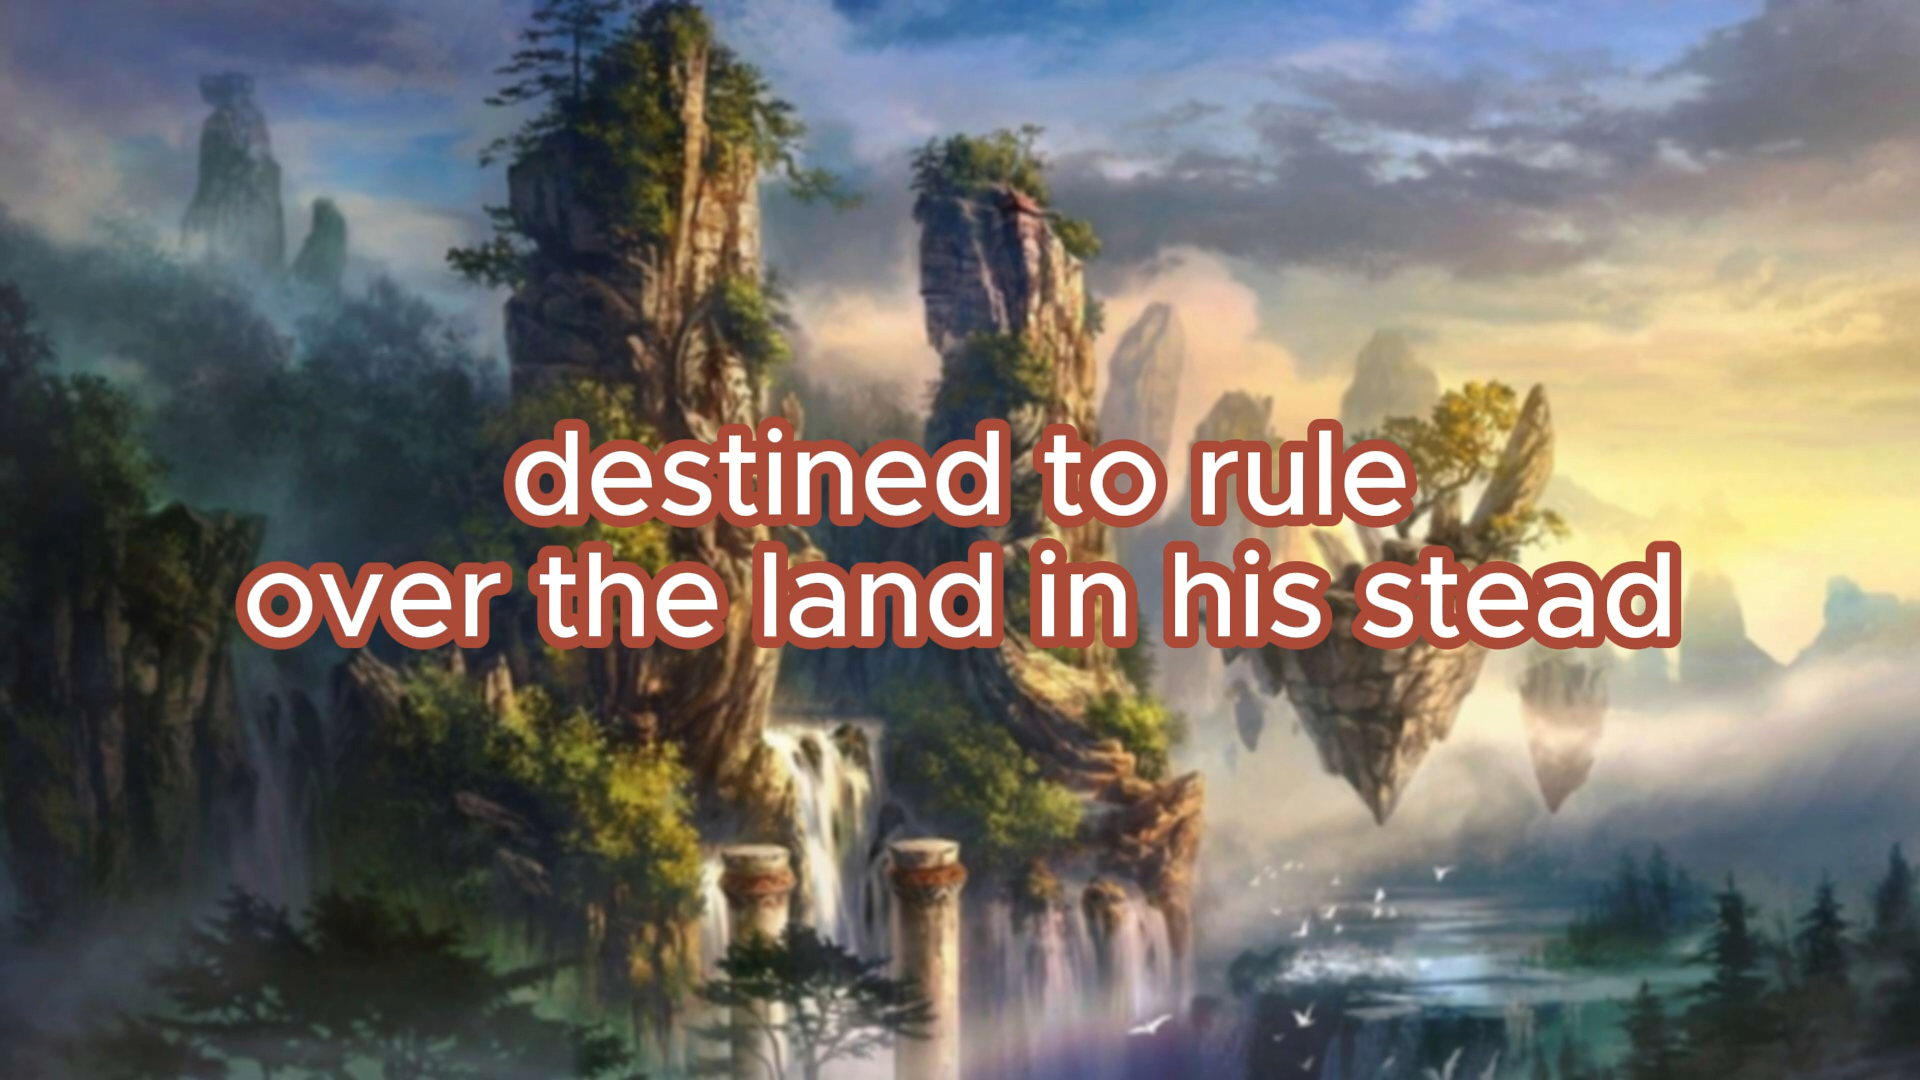 destined to rule
over the land in his stead